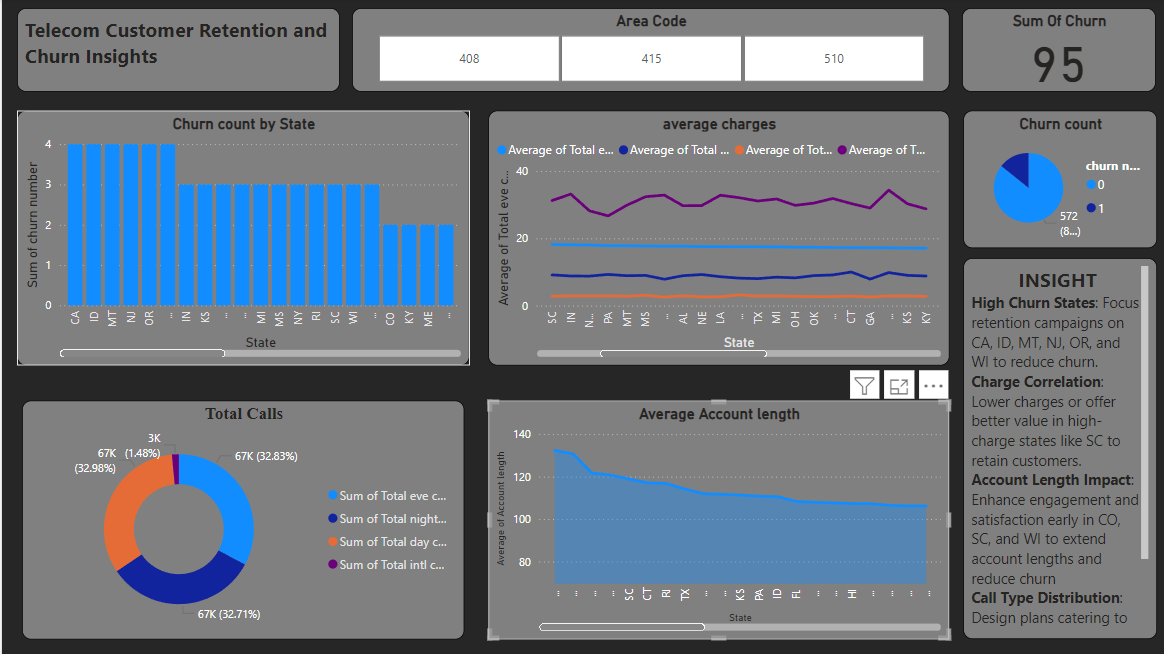 Telecom Customer Retention and
Churn Insights
Area Code
408
415
510
Sum Of Churn
95
Churn count by State
Sum of churn number
4
3
2
1
0
CA
ID
MT
NJ
OR
...
IN
KS
...
...
MI
MS
NY
RI
SC
WI
...
CO
KY
ME
...
State
average charges
Average of Total e...
Average of Total ...
Average of Tot...
Average of T...
Average of Total eve c...
40
20
0
SC
IN
N...
PA
MT
MS
...
AL
NE
LA
...
TX
MI
OH
OK
...
CT
GA
...
KS
KY
State
Churn count
churn n...
0
1
572
(8...)
INSIGHT
High Churn States: Focus
retention campaigns on
CA, ID, MT, NJ, OR, and
WI to reduce churn.
Charge Correlation:
Lower charges or offer
better value in high-
charge states like SC to
retain customers.
Account Length Impact:
Enhance engagement and
satisfaction early in CO,
SC, and WI to extend
account lengths and
reduce churn
Call Type Distribution:
Design plans catering to
Total Calls
3K
(1.48%)
67K
(32.98%)
67K (32.83%)
67K (32.71%)
Sum of Total eve c...
Sum of Total night...
Sum of Total day c...
Sum of Total intl c...
Average Account length
Average of Account length
140
120
100
80
...
...
...
...
SC
CT
RI
TX
...
...
KS
PA
ID
FL
...
...
HI
...
...
...
...
State